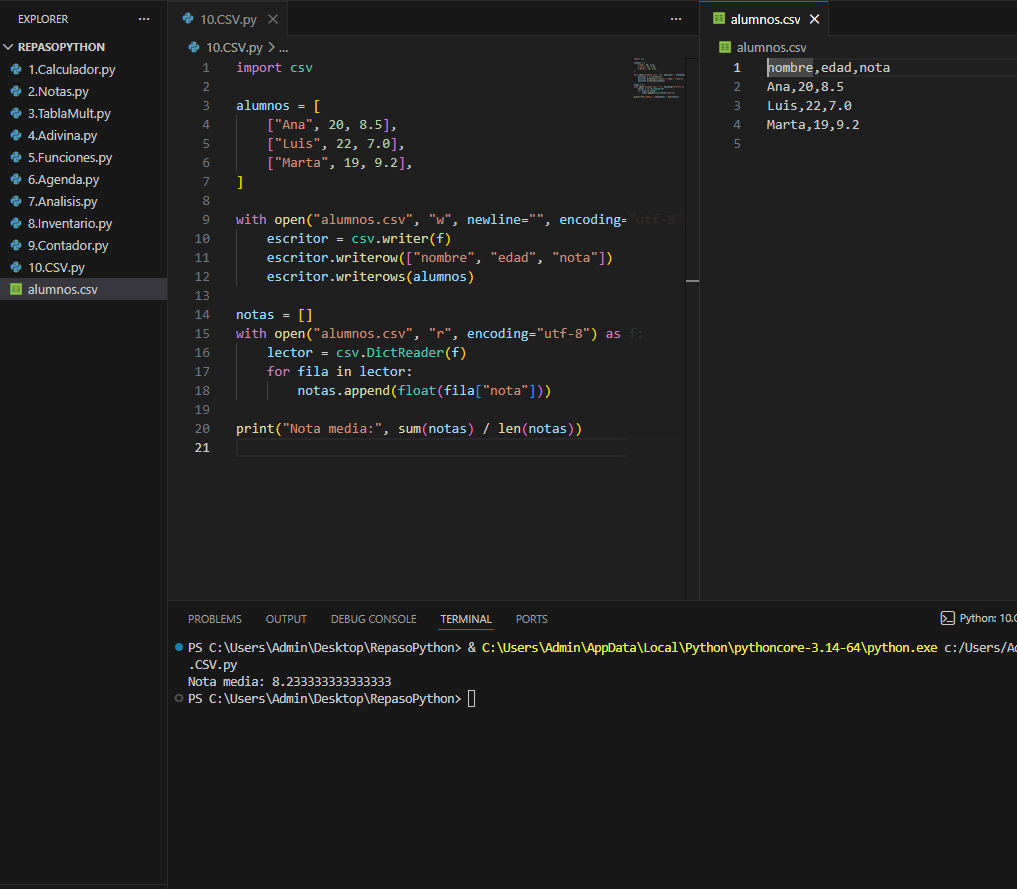 EXPLORER
REPASOPYTHON
1.Calculador.py
2.Notas.py
3.TablaMult.py
4.Adivina.py
5.Funciones.py
6.Agenda.py
7.Analisis.py
8.Inventario.py
9.Contador.py
10.CSV.py
alumnos.csv
10.CSV.py
10.CSV.py > ...
1 import csv
2
3 alumnos = [
4     ["Ana", 20, 8.5],
5     ["Luis", 22, 7.0],
6     ["Marta", 19, 9.2],
7 ]
8
9 with open("alumnos.csv", "w", newline="", encoding="utf-8"
10     escritor = csv.writer(f)
11     escritor.writerow(["nombre", "edad", "nota"])
12     escritor.writerows(alumnos)
13
14 notas = []
15 with open("alumnos.csv", "r", encoding="utf-8") as f:
16     lector = csv.DictReader(f)
17     for fila in lector:
18         notas.append(float(fila["nota"]))
19
20 print("Nota media:", sum(notas) / len(notas))
21
alumnos.csv
alumnos.csv
1 nombre,edad,nota
2 Ana,20,8.5
3 Luis,22,7.0
4 Marta,19,9.2
5
PROBLEMS OUTPUT DEBUG CONSOLE TERMINAL PORTS
Python: 10.
PS C:\Users\Admin\Desktop\RepasoPython> & C:\Users\Admin\AppData\Local\Python\pythoncore-3.14-64\python.exe c:/Users/A
.CSV.py
Nota media: 8.233333333333333
PS C:\Users\Admin\Desktop\RepasoPython>